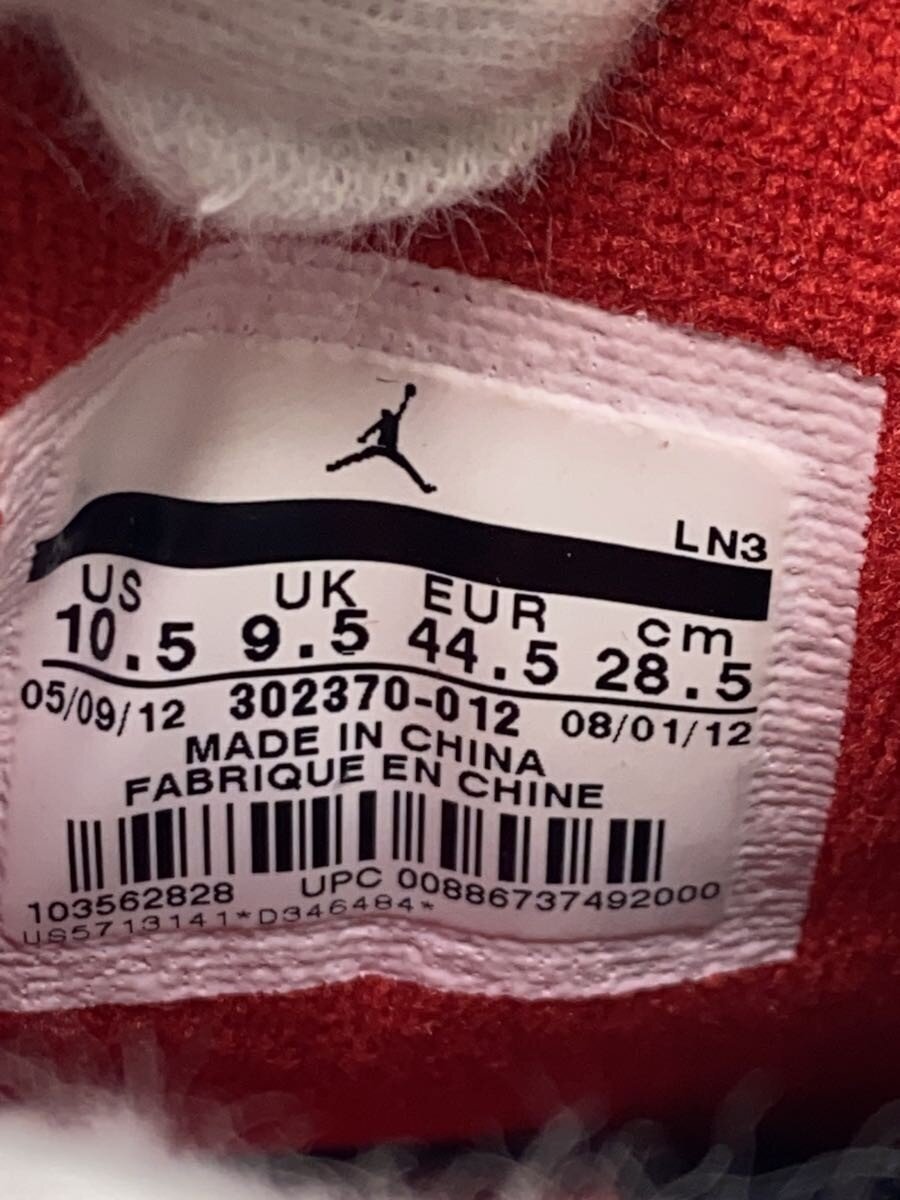 LN3
US UK EUR cm
10.5 9.5 44.5 28.5
05/09/12 302370-012 08/01/12
MADE IN CHINA
FABRIQUE EN CHINE
103562828 UPC 00886737492000
US5713141*D346484*